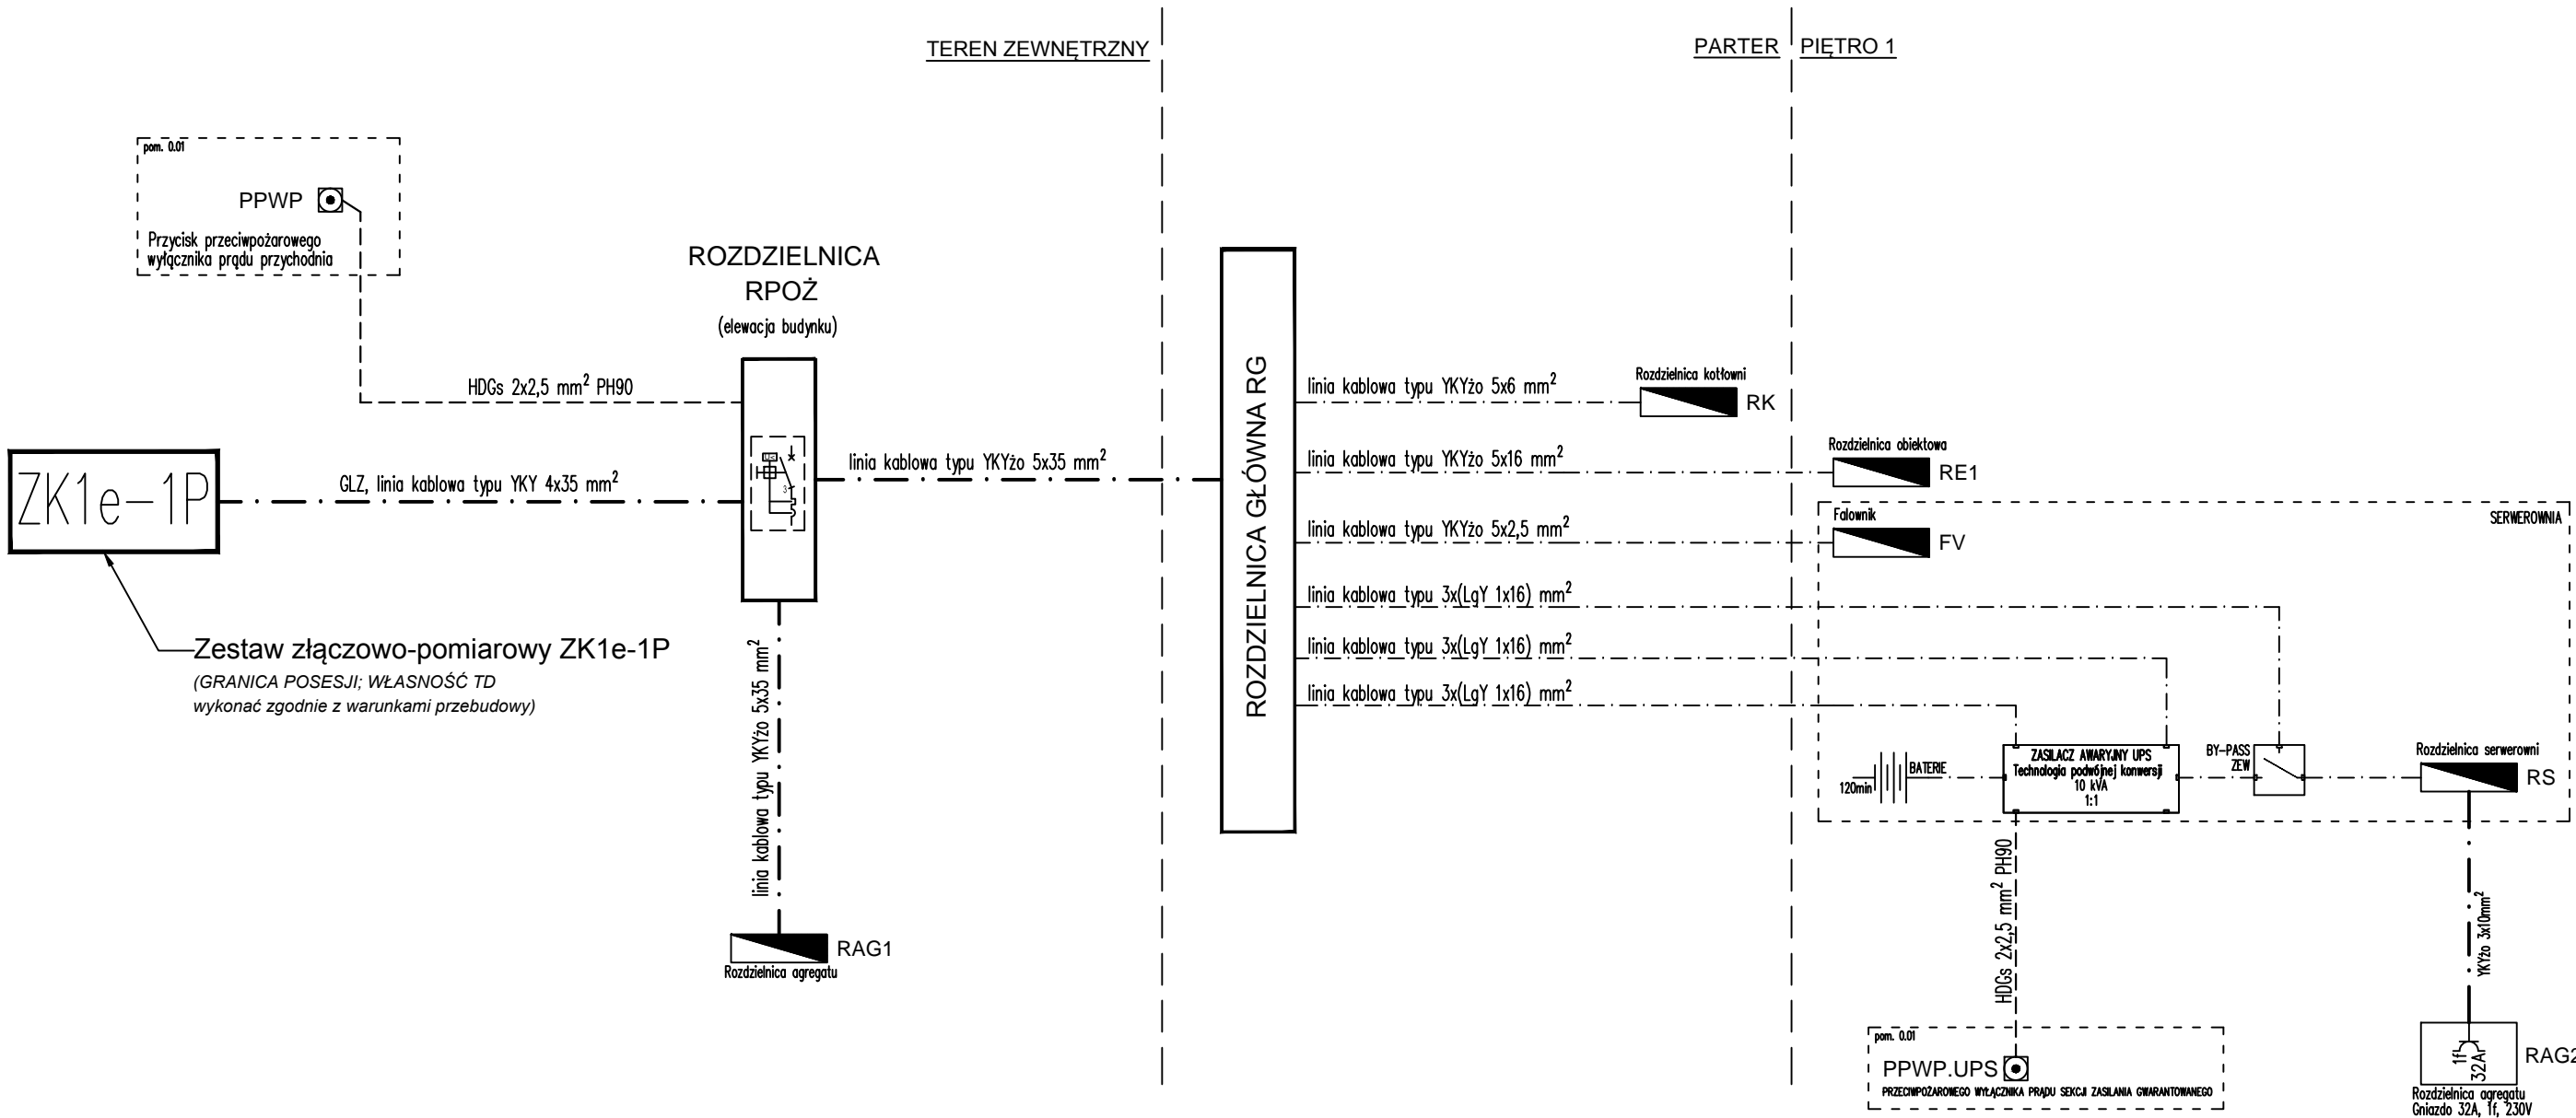 TEREN ZEWNĘTRZNY
PARTER
PIĘTRO 1
pom. 0.01
PPWP
Przycisk przeciwpożarowego
wyłącznika prądu przychodnia
ROZDZIELNICA
RPOŻ
(elewacja budynku)
HDGs 2x2,5 mm² PH90
ZK1e-1P
GLZ, linia kablowa typu YKY 4x35 mm²
linia kablowa typu YKYżo 5x35 mm²
Zestaw złączowo-pomiarowy ZK1e-1P
(GRANICA POSESJI; WŁASNOŚĆ TD
wykonać zgodnie z warunkami przebudowy)
linia kablowa typu YKYżo 5x35 mm²
RAG1
Rozdzielnica agregatu
ROZDZIELNICA GŁÓWNA RG
linia kablowa typu YKYżo 5x6 mm²
Rozdzielnica kotłowni
RK
linia kablowa typu YKYżo 5x16 mm²
Rozdzielnica obiektowa
RE1
linia kablowa typu YKYżo 5x2,5 mm²
Falownik
FV
SERWEROWNIA
linia kablowa typu 3x(LgY 1x16) mm²
linia kablowa typu 3x(LgY 1x16) mm²
linia kablowa typu 3x(LgY 1x16) mm²
120min
BATERIE
ZASILACZ AWARYJNY UPS
Technologia podwójnej konwersji
10 kVA
1:1
BY-PASS
ZEW
Rozdzielnica serwerowni
RS
HDGs 2x2,5 mm² PH90
YKYżo 3x10mm²
pom. 0.01
PPWP.UPS
PRZECIWPOŻAROWEGO WYŁĄCZNIKA PRĄDU SEKCJI ZASILANIA GWARANTOWANEGO
1f
32A
RAG2
Rozdzielnica agregatu
Gniazdo 32A, 1f, 230V